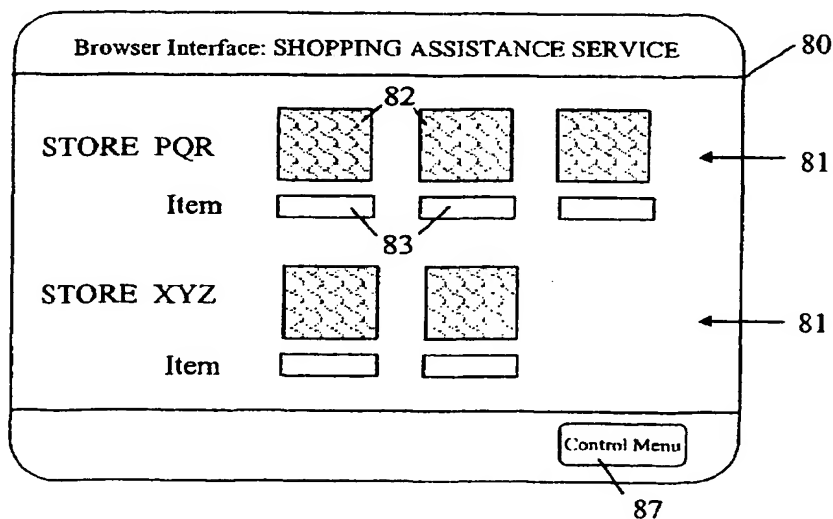 Browser Interface: SHOPPING ASSISTANCE SERVICE
80
82
STORE PQR
81
Item
83
STORE XYZ
81
Item
Control Menu
87